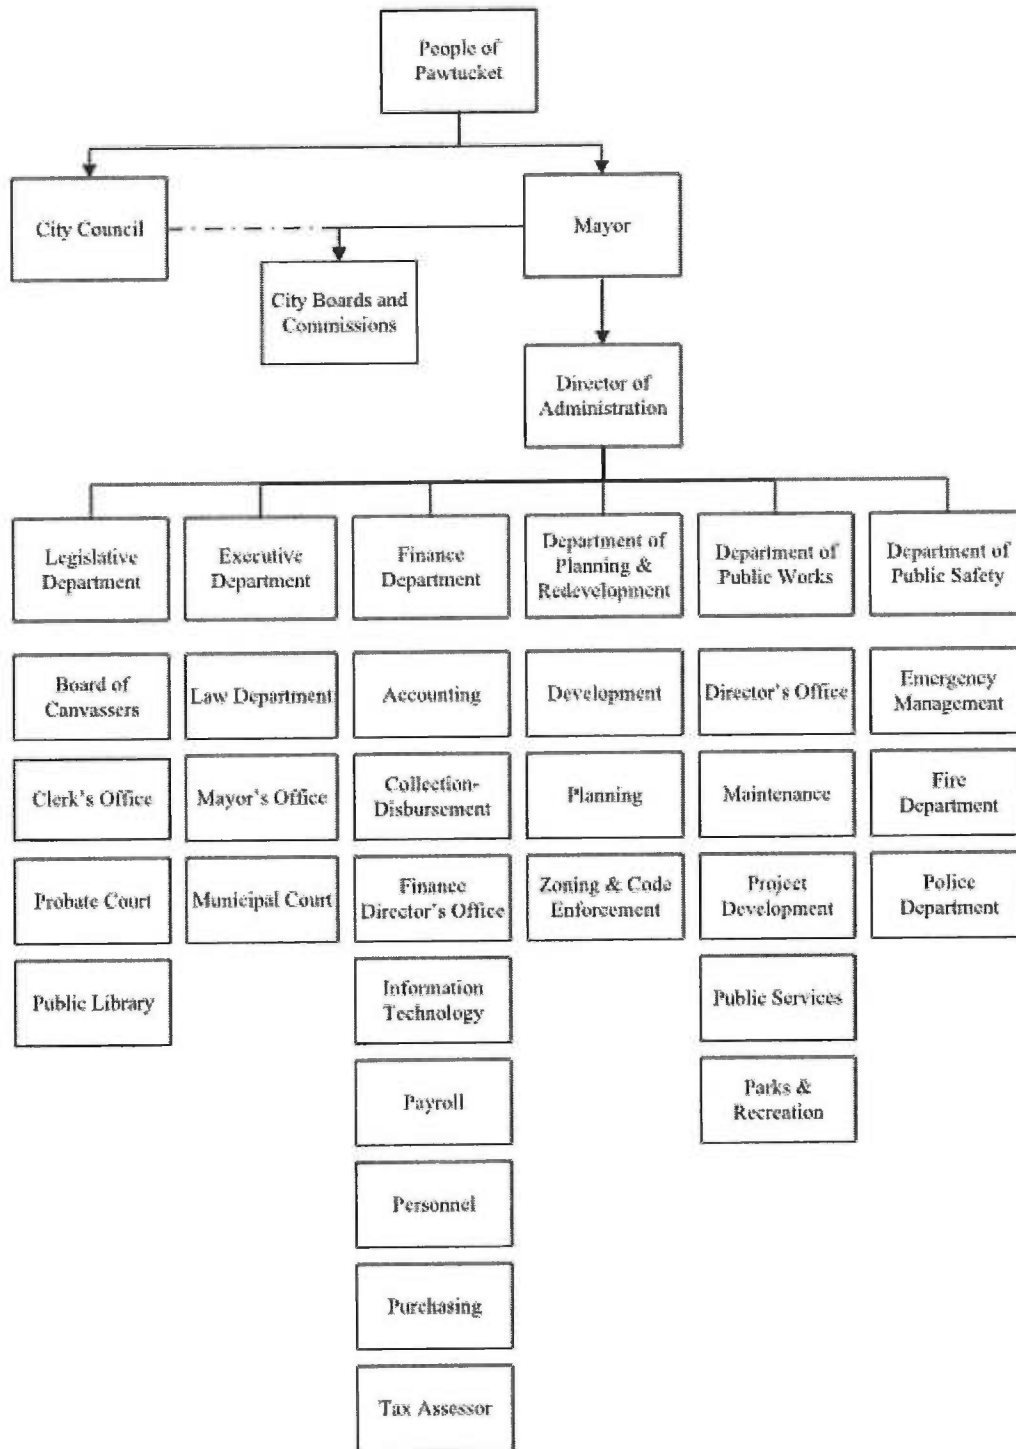 People of
Pawtucket
City Council
Mayor
City Boards and
Commissions
Director of
Administration
Legislative
Department
Executive
Department
Finance
Department
Department of
Planning &
Redevelopment
Department of
Public Works
Department of
Public Safety
Board of
Canvassers
Law Department
Accounting
Development
Director's Office
Emergency
Management
Clerk's Office
Mayor's Office
Collection-
Disbursement
Planning
Maintenance
Fire
Department
Probate Court
Municipal Court
Finance
Director's Office
Zoning & Code
Enforcement
Project
Development
Police
Department
Public Library
Information
Technology
Public Services
Payroll
Parks &
Recreation
Personnel
Purchasing
Tax Assessor